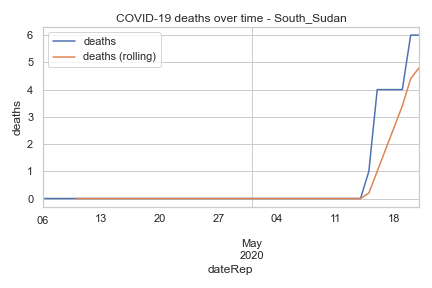 COVID-19 deaths over time - South_Sudan
deaths
deaths (rolling)
deaths
6
5
4
3
2
1
0
06 13 20 27 04 11 18
May
2020
dateRep